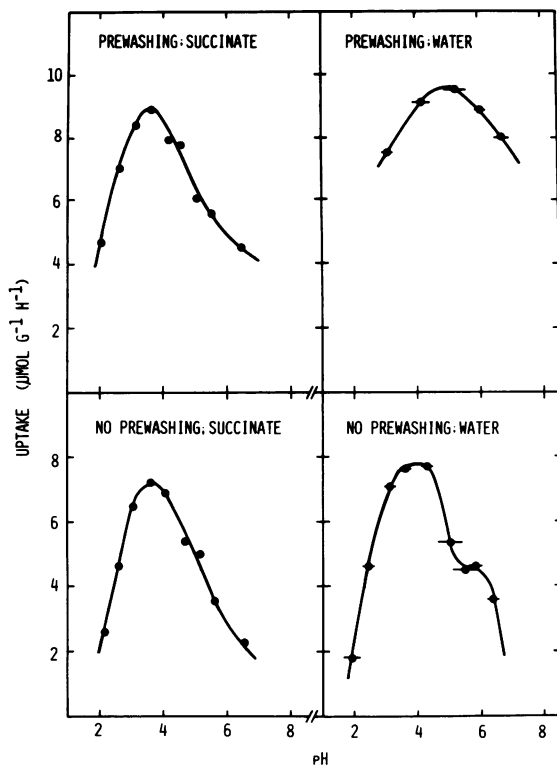 PREWASHING: SUCCINATE
PREWASHING: WATER
10
8
6
4
2
UPTAKE (µMOL G⁻¹ H⁻¹)
NO PREWASHING: SUCCINATE
NO PREWASHING: WATER
8
6
4
2
2 4 6 8 2 4 6 8
pH